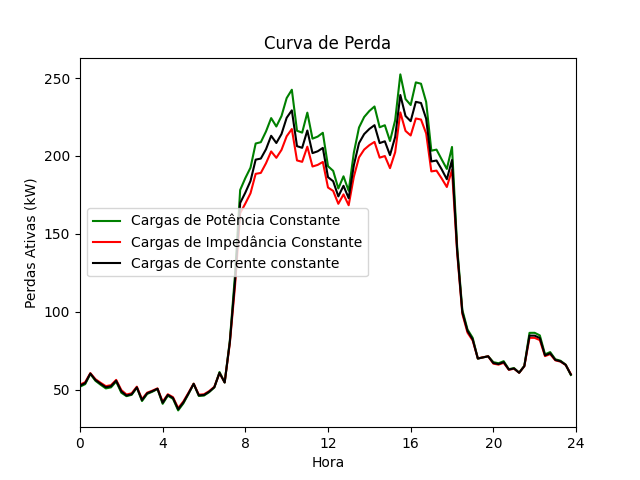 Curva de Perda
Perdas Ativas (kW)
250
200
150
100
50
Cargas de Potência Constante
Cargas de Impedância Constante
Cargas de Corrente constante
0 4 8 12 16 20 24
Hora